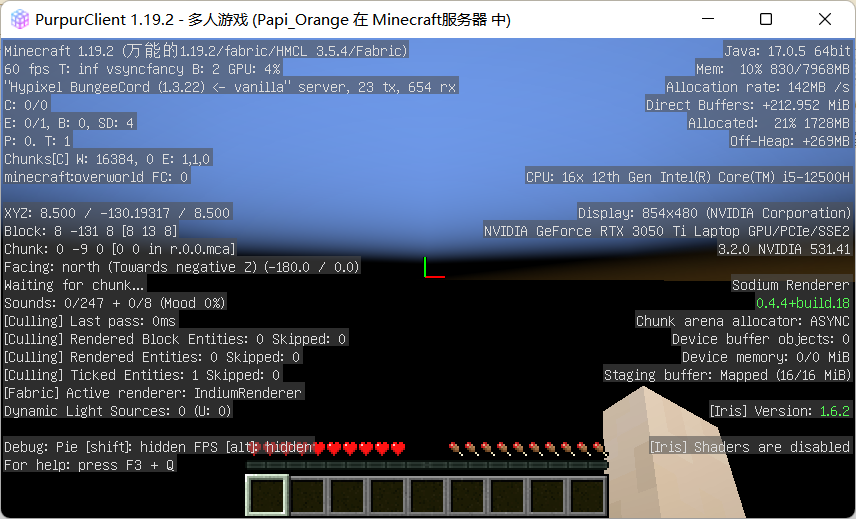 PurpurClient 1.19.2 - 多人游戏 (Papi_Orange 在 Minecraft服务器 中)
Minecraft 1.19.2 (万能的1.19.2/fabric/HMCL 3.5.4/Fabric)
60 fps T: inf vsyncfancy B: 2 GPU: 4%
"Hypixel BungeeCord (1.3.22) <- vanilla" server, 23 tx, 654 rx
C: 0/0
E: 0/1, B: 0, SD: 4
P: 0. T: 1
Chunks[C] W: 16384, 0 E: 1,1,0
minecraft:overworld FC: 0
XYZ: 8.500 / -130.19317 / 8.500
Block: 8 -131 8 [8 13 8]
Chunk: 0 -9 0 [0 0 in r.0.0.mca]
Facing: north (Towards negative Z) (-180.0 / 0.0)
Waiting for chunk...
Sounds: 0/247 + 0/8 (Mood 0%)
[Culling] Last pass: 0ms
[Culling] Rendered Block Entities: 0 Skipped: 0
[Culling] Rendered Entities: 0 Skipped: 0
[Culling] Ticked Entities: 1 Skipped: 0
[Fabric] Active renderer: IndiumRenderer
Dynamic Light Sources: 0 (U: 0)
Debug: Pie [shift]: hidden FPS [alt]: hidden
For help: press F3 + Q
Java: 17.0.5 64bit
Mem: 10% 830/7968MB
Allocation rate: 142MB /s
Direct Buffers: +212.952 MiB
Allocated: 21% 1728MB
Off-Heap: +269MB
CPU: 16x 12th Gen Intel(R) Core(TM) i5-12500H
Display: 854x480 (NVIDIA Corporation)
NVIDIA GeForce RTX 3050 Ti Laptop GPU/PCIe/SSE2
3.2.0 NVIDIA 531.41
Sodium Renderer
0.4.4+build.18
Chunk arena allocator: ASYNC
Device buffer objects: 0
Device memory: 0/0 MiB
Staging buffer: Mapped (16/16 MiB)
[Iris] Version: 1.6.2
[Iris] Shaders are disabled